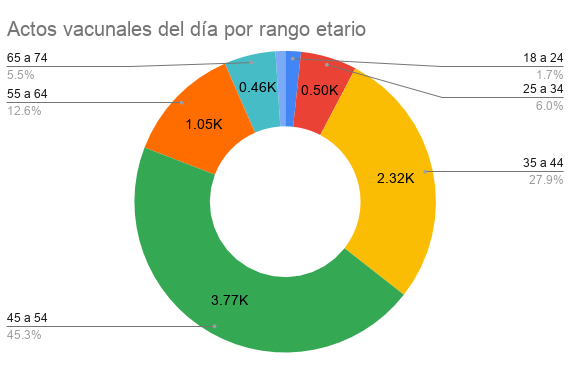 Actos vacunales del día por rango etario
65 a 74
5.5%
55 a 64
12.6%
45 a 54
45.3%
18 a 24
1.7%
25 a 34
6.0%
35 a 44
27.9%
0.46K
0.50K
1.05K
2.32K
3.77K